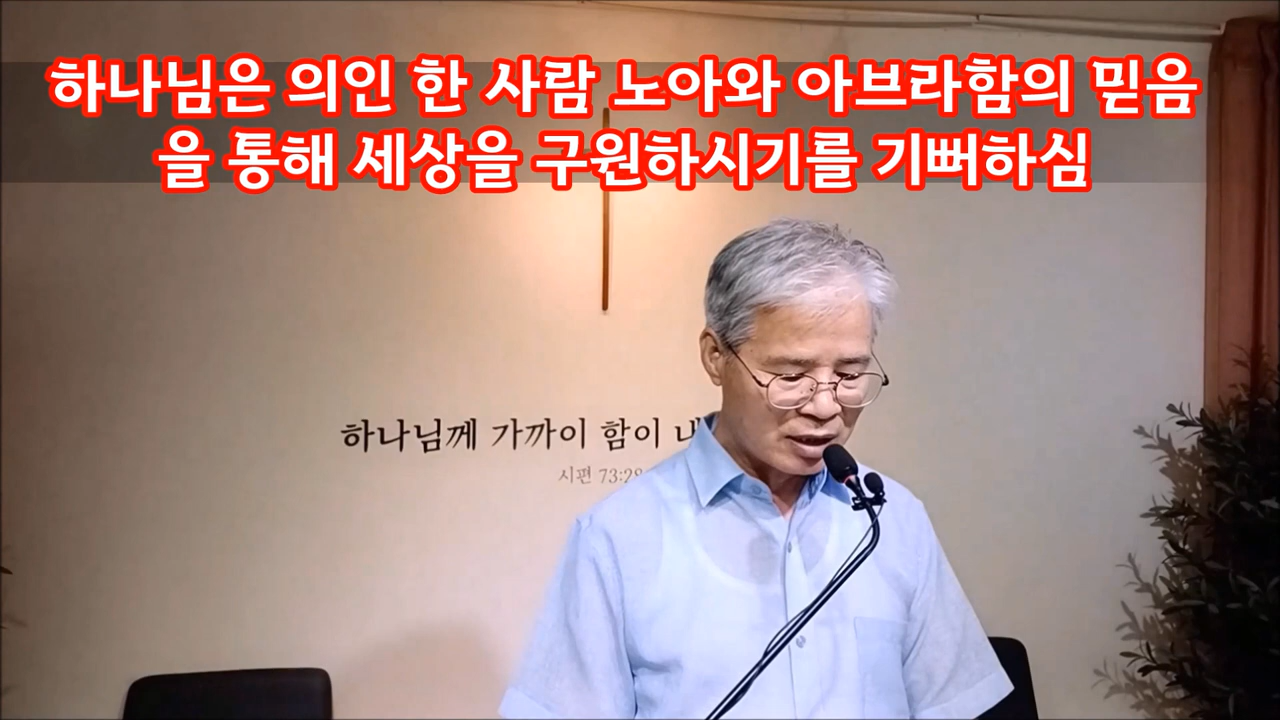 하나님은 의인 한 사람 노아와 아브라함의 믿음
을 통해 세상을 구원하시기를 기뻐하심
하나님께 가까이 함이 내
시편 73:28